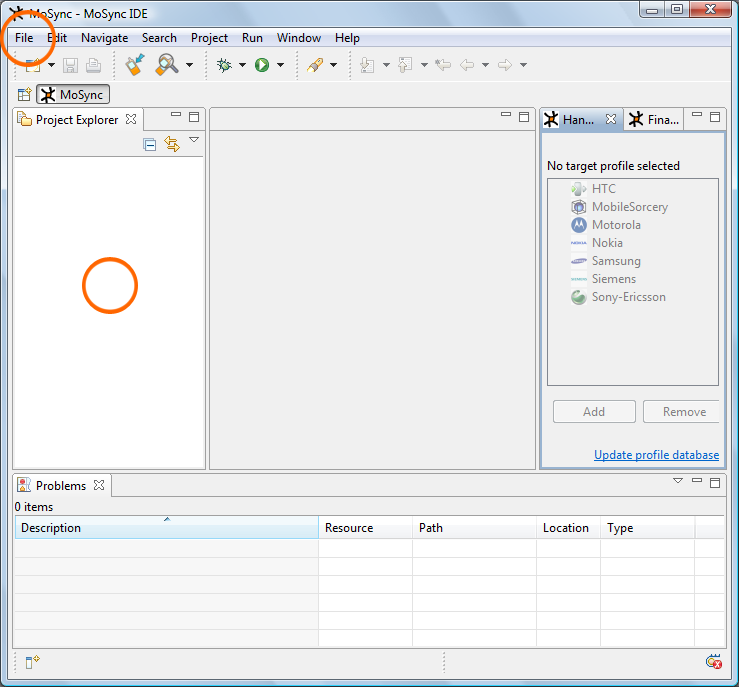 MoSync - MoSync IDE
File Edit Navigate Search Project Run Window Help
MoSync
Project Explorer
Han... Fina...
No target profile selected
HTC
MobileSorcery
Motorola
NOKIA Nokia
Samsung
Siemens
Sony-Ericsson
Add Remove
Update profile database
Problems
0 items
Description Resource Path Location Type